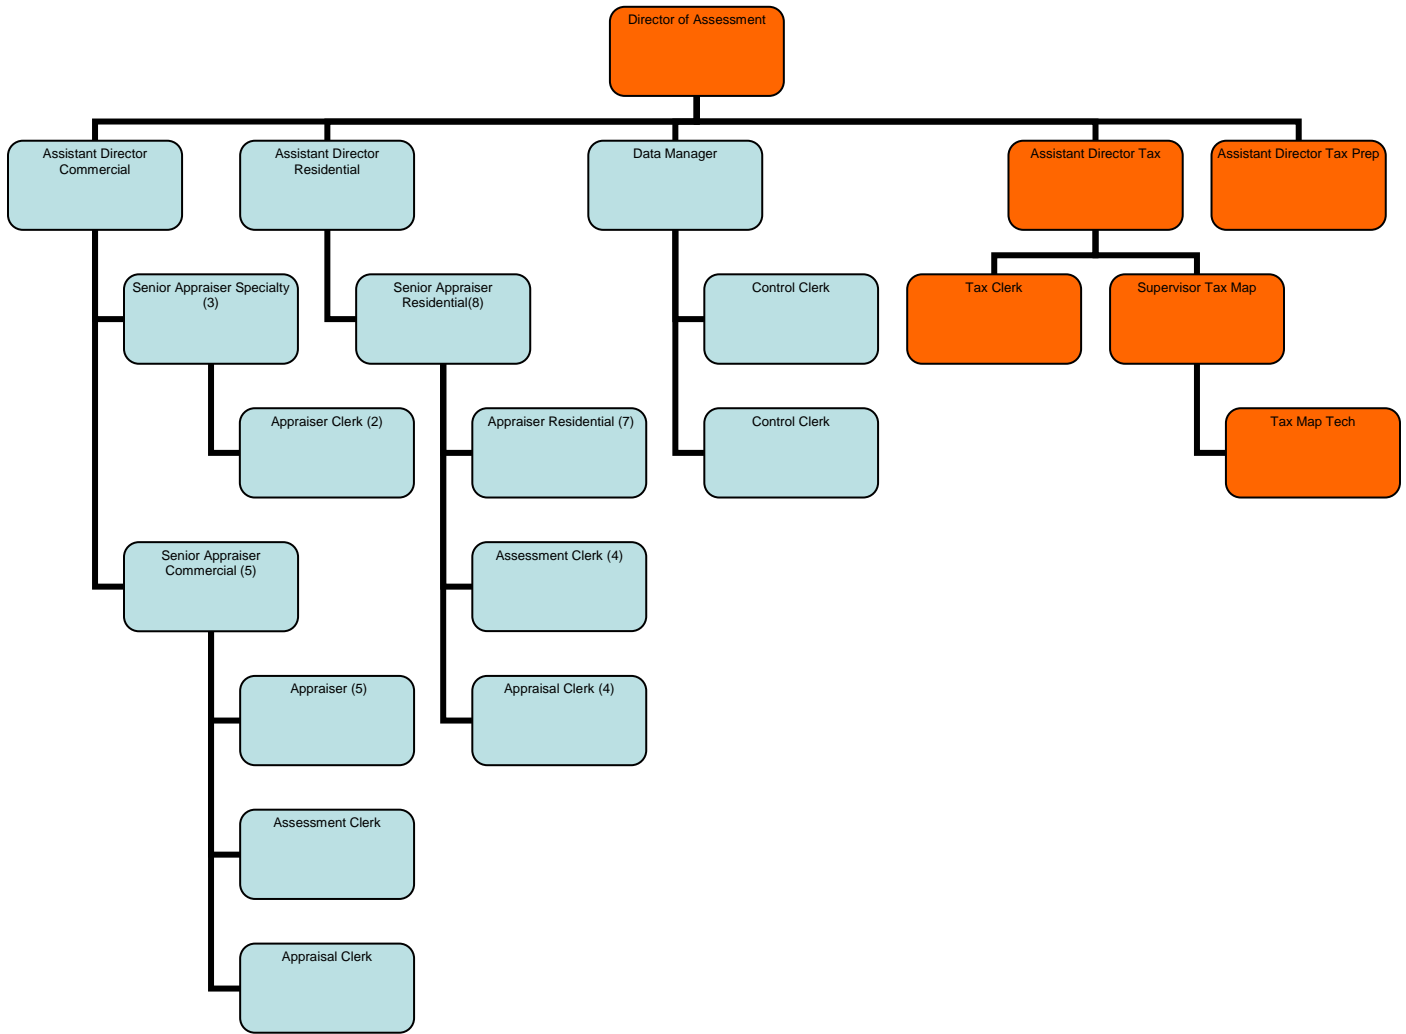 Director of Assessment
Assistant Director
Commercial
Assistant Director
Residential
Data Manager
Assistant Director Tax
Assistant Director Tax Prep
Senior Appraiser Specialty
(3)
Senior Appraiser
Residential(8)
Control Clerk
Tax Clerk
Supervisor Tax Map
Appraiser Clerk (2)
Appraiser Residential (7)
Control Clerk
Tax Map Tech
Senior Appraiser
Commercial (5)
Assessment Clerk (4)
Appraiser (5)
Appraisal Clerk (4)
Assessment Clerk
Appraisal Clerk